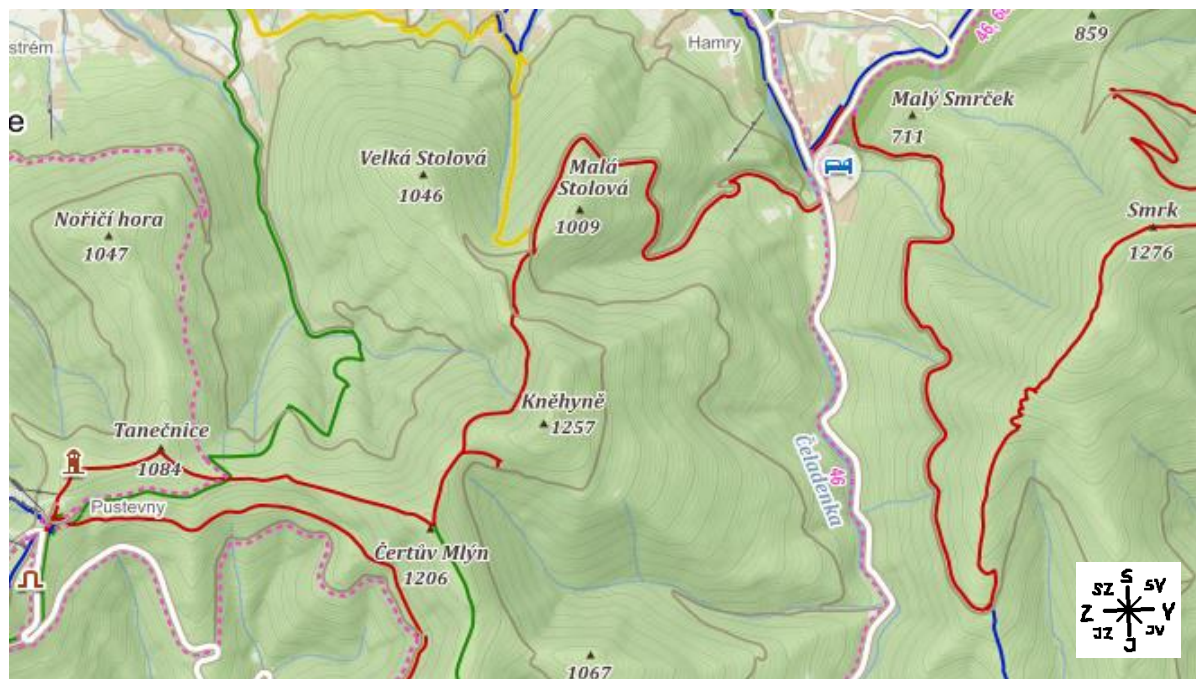 strém
e
Hamry
46, 6
859
Malý Smrček
711
Velká Stolová
1046
Malá
Stolová
1009
Nořičí hora
1047
Smrk
1276
Kněhyně
1257
Tanečnice
1084
Pustevny
Čertův Mlýn
1206
Čeladenka
46
1067
S
SZ
SV
Z
V
JZ
JV
J